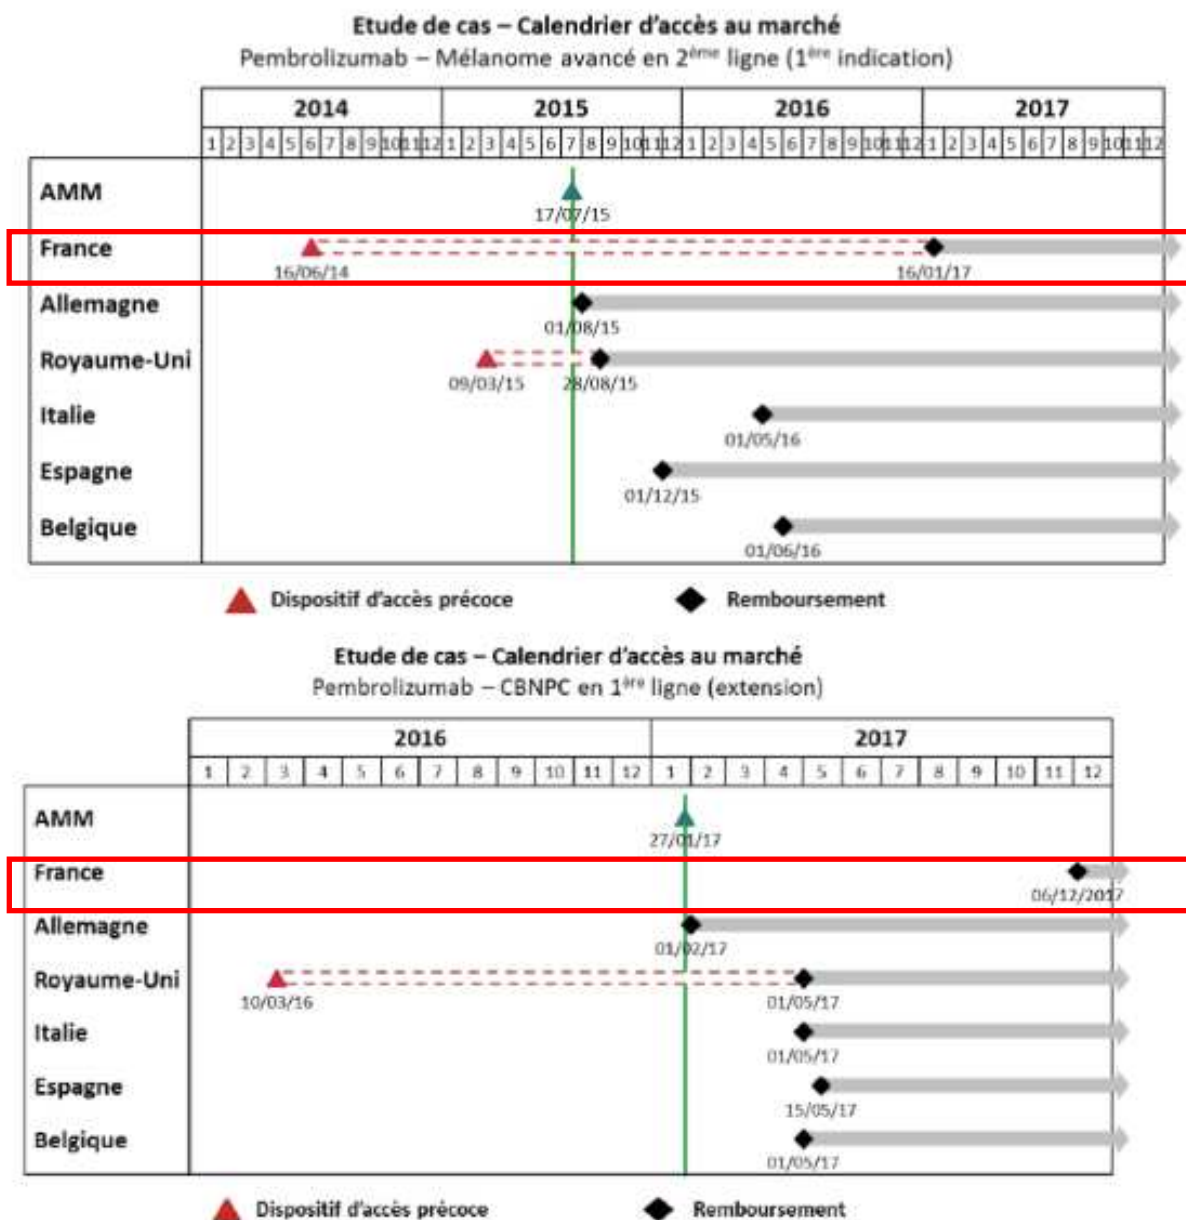 Etude de cas – Calendrier d'accès au marché
Pembrolizumab – Mélanome avancé en 2ème ligne (1ère indication)
2014 2015 2016 2017
1 2 3 4 5 6 7 8 9 10 11 12 1 2 3 4 5 6 7 8 9 10 11 12 1 2 3 4 5 6 7 8 9 10 11 12 1 2 3 4 5 6 7 8 9 10 11 12
AMM
17/07/15
France
16/06/14 16/01/17
Allemagne
01/08/15
Royaume-Uni
09/03/15 28/08/15
Italie
01/05/16
Espagne
01/12/15
Belgique
01/06/16
Dispositif d'accès précoce Remboursement
Etude de cas – Calendrier d'accès au marché
Pembrolizumab – CBNPC en 1ère ligne (extension)
2016 2017
1 2 3 4 5 6 7 8 9 10 11 12 1 2 3 4 5 6 7 8 9 10 11 12
AMM
27/01/17
France
06/12/2017
Allemagne
01/02/17
Royaume-Uni
10/03/16 01/05/17
Italie
01/05/17
Espagne
15/05/17
Belgique
01/05/17
Dispositif d'accès précoce Remboursement